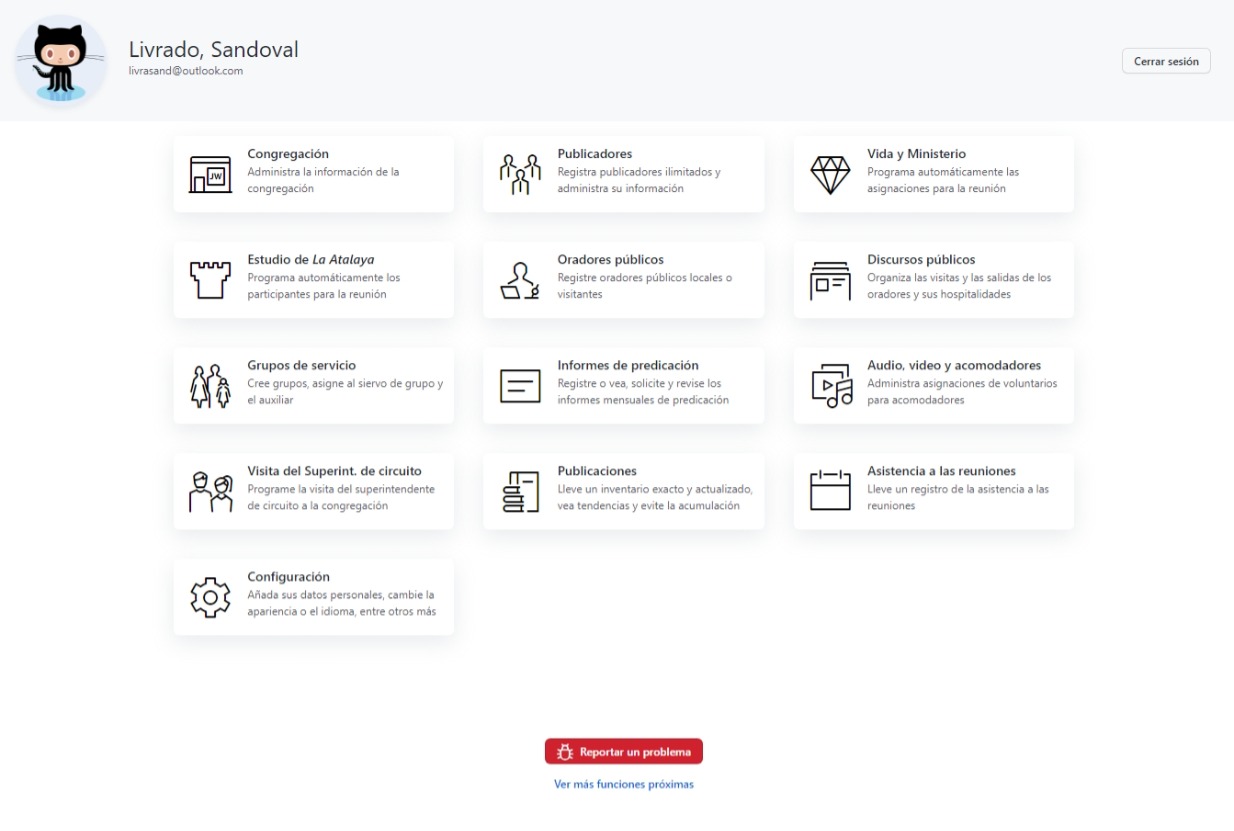 Livrado, Sandoval
livrasand@outlook.com
Cerrar sesión
Congregación
Administra la información de la
congregación
JW
Publicadores
Registra publicadores ilimitados y
administra su información
Vida y Ministerio
Programa automáticamente las
asignaciones para la reunión
Estudio de La Atalaya
Programa automáticamente los
participantes para la reunión
Oradores públicos
Registre oradores públicos locales o
visitantes
Discursos públicos
Organiza las visitas y las salidas de los
oradores y sus hospitalidades
Grupos de servicio
Cree grupos, asigne al siervo de grupo y
el auxiliar
Informes de predicación
Registre o vea, solicite y revise los
informes mensuales de predicación
Audio, video y acomodadores
Administra asignaciones de voluntarios
para acomodadores
Visita del Superint. de circuito
Programe la visita del superintendente
de circuito a la congregación
Publicaciones
Lleve un inventario exacto y actualizado,
vea tendencias y evite la acumulación
Asistencia a las reuniones
Lleve un registro de la asistencia a las
reuniones
Configuración
Añada sus datos personales, cambie la
apariencia o el idioma, entre otros más
Reportar un problema
Ver más funciones próximas